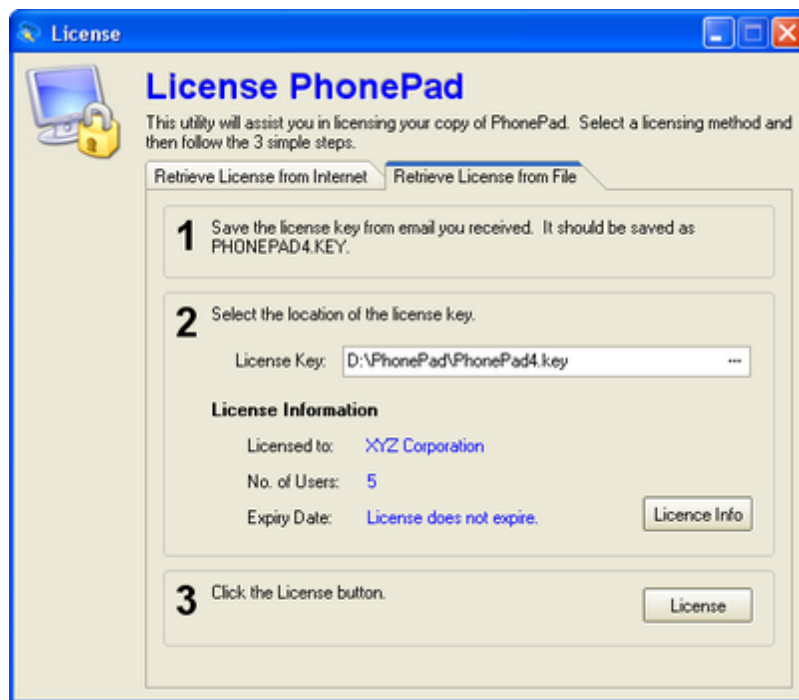 License
License PhonePad
This utility will assist you in licensing your copy of PhonePad. Select a licensing method and
then follow the 3 simple steps.
Retrieve License from Internet Retrieve License from File
1 Save the license key from email you received. It should be saved as
PHONEPAD4.KEY.
2 Select the location of the license key.
License Key: D:\PhonePad\PhonePad4.key ...
License Information
Licensed to: XYZ Corporation
No. of Users: 5
Expiry Date: License does not expire.
Licence Info
3 Click the License button.
License